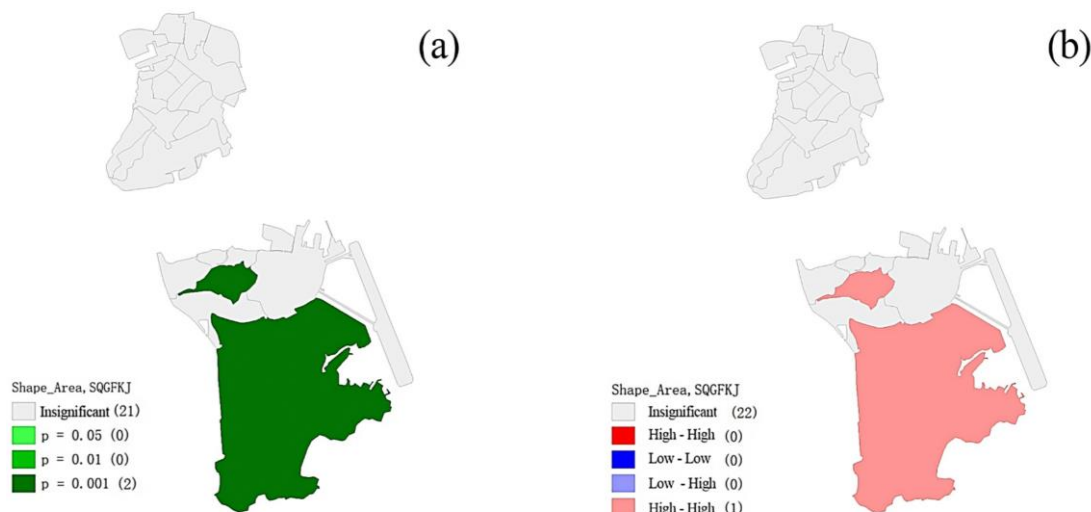 (a)
Shape_Area, SQGFKJ
Insignificant (21)
p = 0.05 (0)
p = 0.01 (0)
p = 0.001 (2)
(b)
Shape_Area, SQGFKJ
Insignificant (22)
High - High (0)
Low - Low (0)
Low - High (0)
High - High (1)